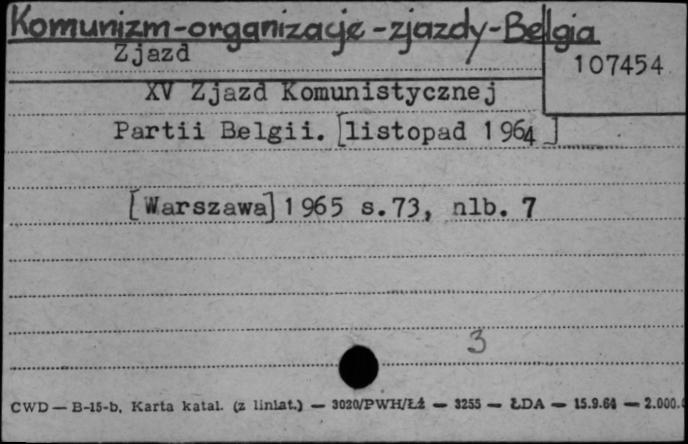 Komunizm-organizacje-zjazdy-Belgia
Zjazd
107454
XV Zjazd Komunistycznej
Partii Belgii. [listopad 1964]
[Warszawa] 1965 s.73, nlb. 7
3
CWD — B-15-b, Karta katal. (z liniat.) — 3020/PWH/Łż — 3255 — ŁDA — 15.9.64 — 2.000.